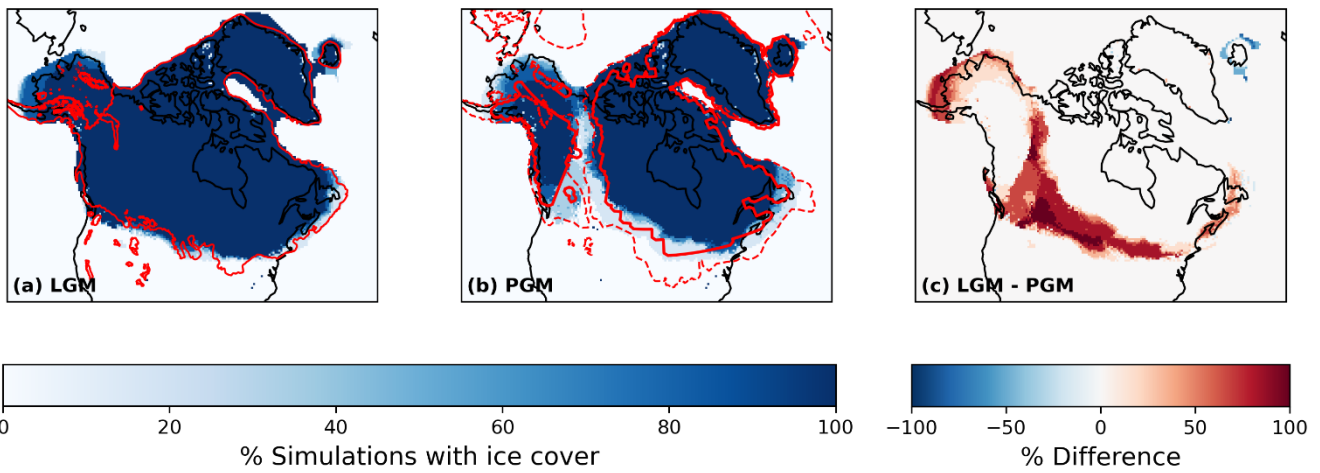 (a) LGM
(b) PGM
(c) LGM - PGM
0 20 40 60 80 100
% Simulations with ice cover
−100 −50 0 50 100
% Difference